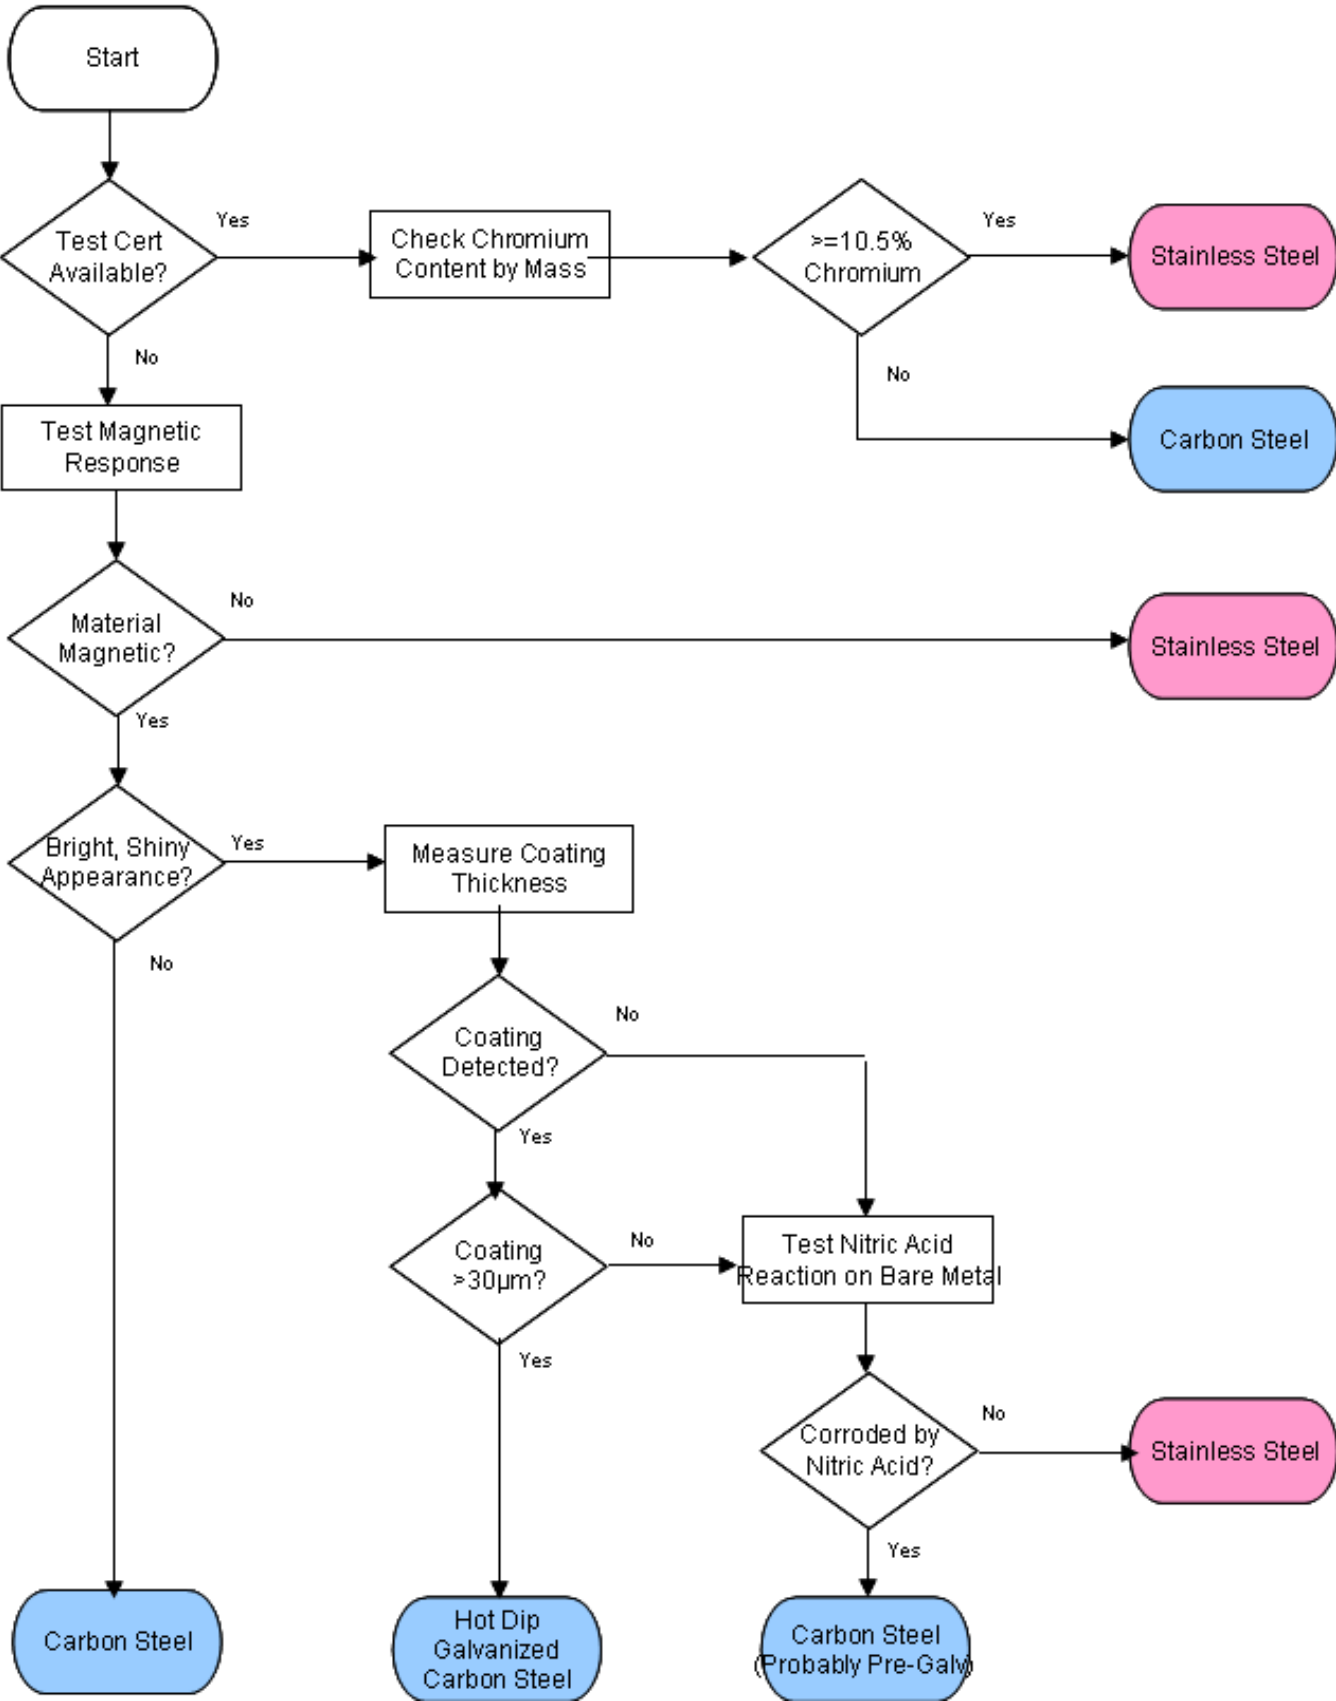 Start
Test Cert
Available?
Yes
Check Chromium
Content by Mass
>=10.5%
Chromium
Yes
Stainless Steel
No
Carbon Steel
No
Test Magnetic
Response
Material
Magnetic?
No
Stainless Steel
Yes
Bright, Shiny
Appearance?
Yes
Measure Coating
Thickness
No
Coating
Detected?
No
Yes
Coating
>30µm?
No
Test Nitric Acid
Reaction on Bare Metal
Yes
Corroded by
Nitric Acid?
No
Stainless Steel
Yes
Carbon Steel
Hot Dip
Galvanized
Carbon Steel
Carbon Steel
(Probably Pre-Galv)